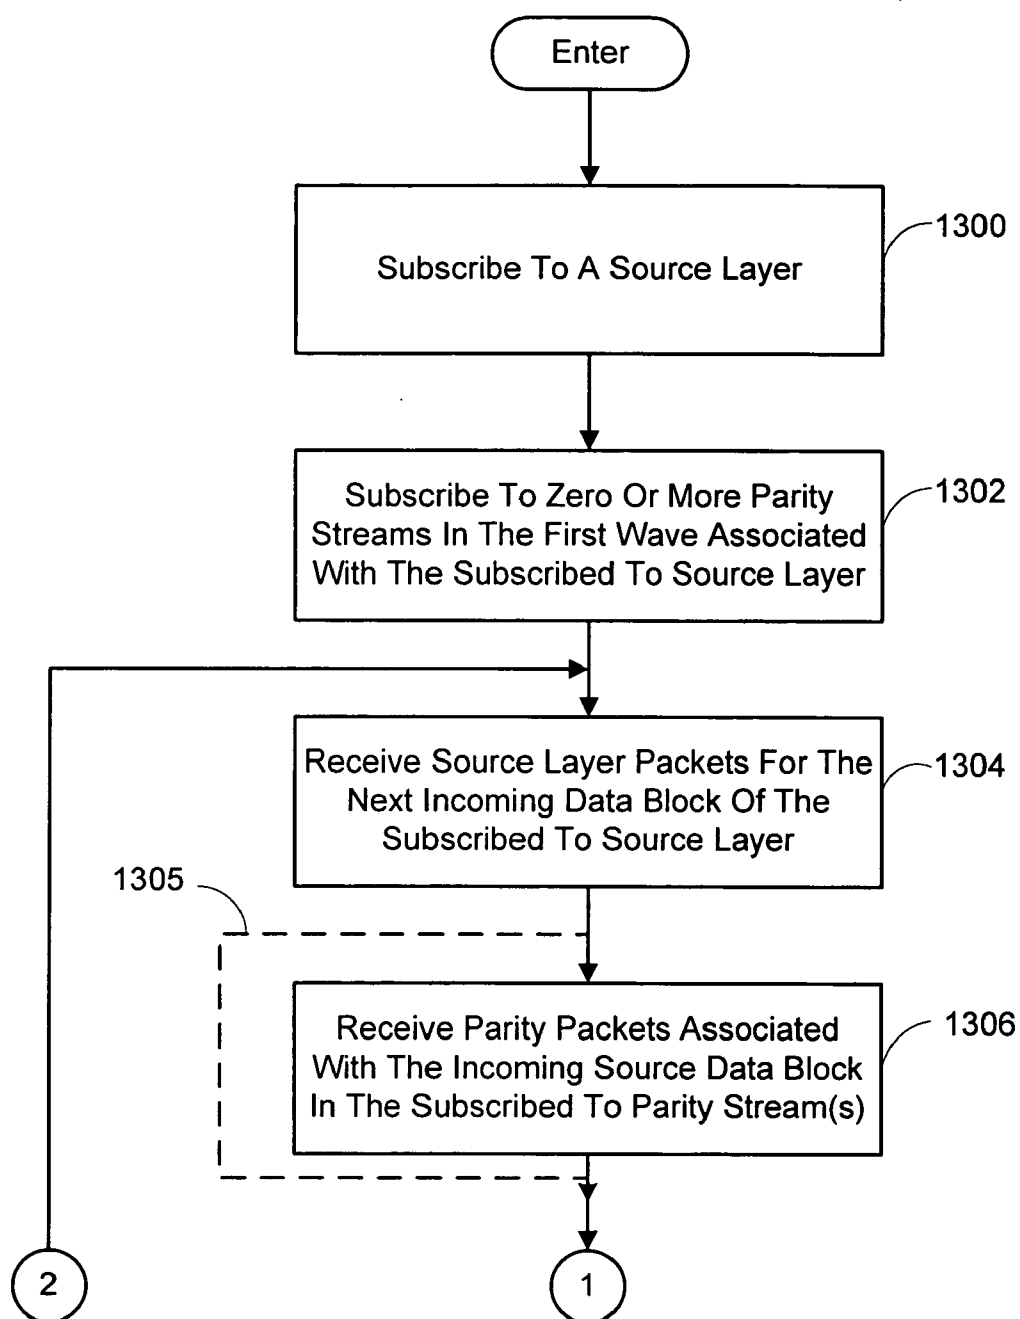 Enter
Subscribe To A Source Layer
1300
Subscribe To Zero Or More Parity
Streams In The First Wave Associated
With The Subscribed To Source Layer
1302
Receive Source Layer Packets For The
Next Incoming Data Block Of The
Subscribed To Source Layer
1304
1305
Receive Parity Packets Associated
With The Incoming Source Data Block
In The Subscribed To Parity Stream(s)
1306
2
1